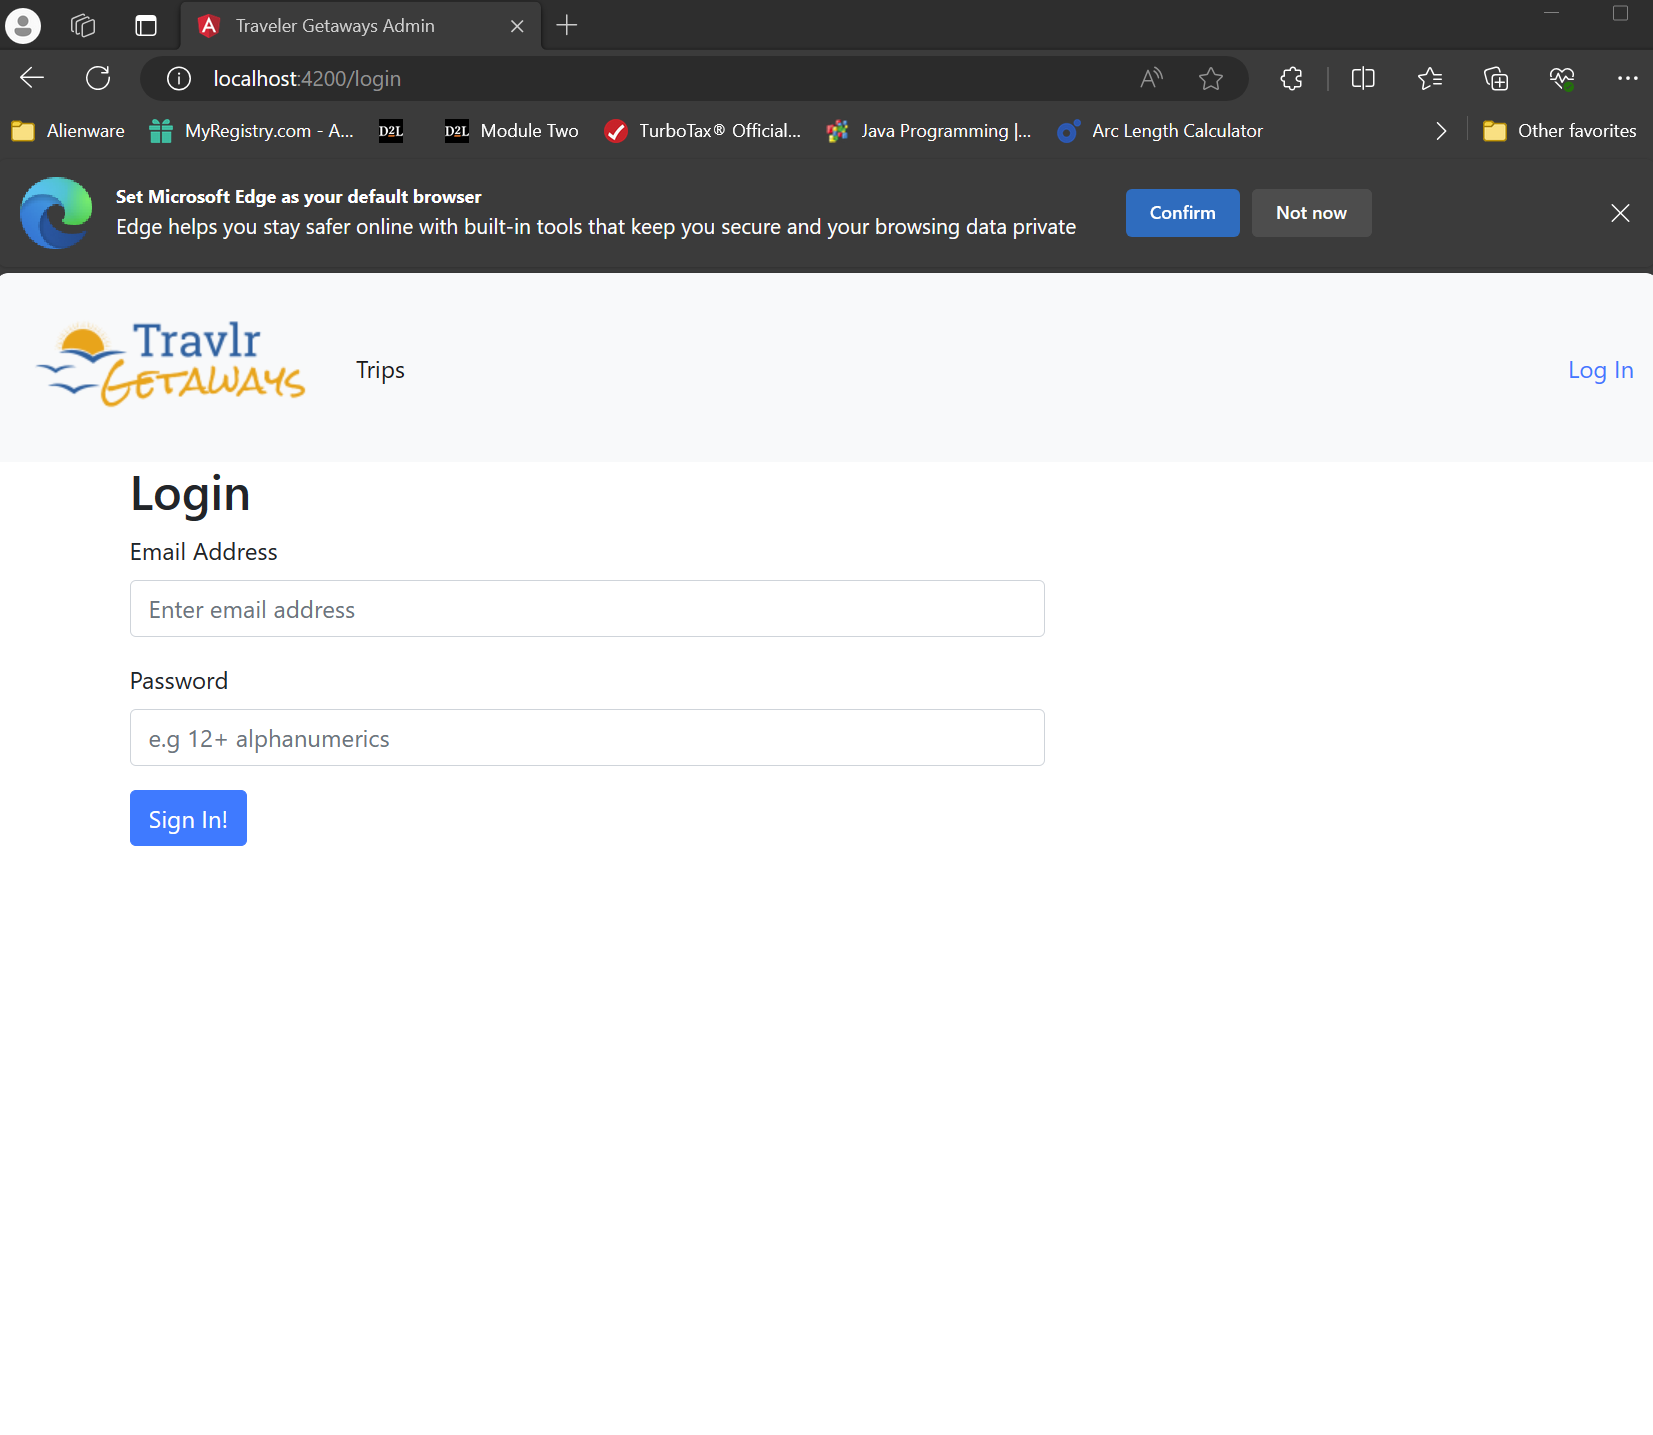 Traveler Getaways Admin
localhost:4200/login
Alienware
MyRegistry.com - A...
D2L
D2L Module Two
TurboTax® Official...
Java Programming |...
Arc Length Calculator
Other favorites
Set Microsoft Edge as your default browser
Edge helps you stay safer online with built-in tools that keep you secure and your browsing data private
Confirm
Not now
Travlr
GETAWAYS
Trips
Log In
Login
Email Address
Enter email address
Password
e.g 12+ alphanumerics
Sign In!